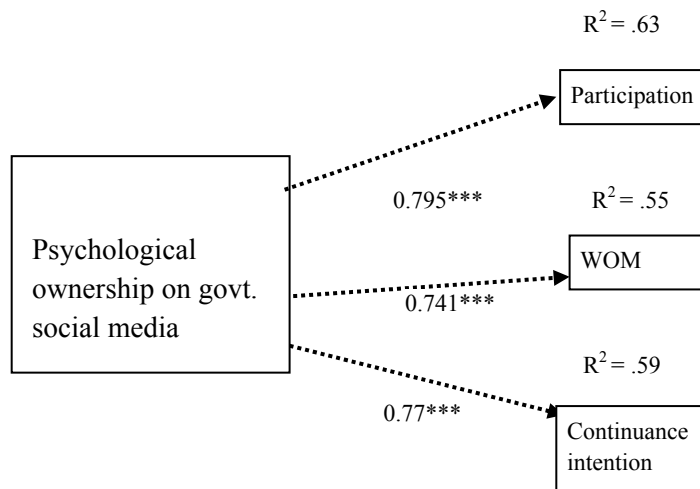 R² = .63
Participation
0.795***
R² = .55
Psychological
ownership on govt.
social media
WOM
0.741***
R² = .59
0.77***
Continuance
intention